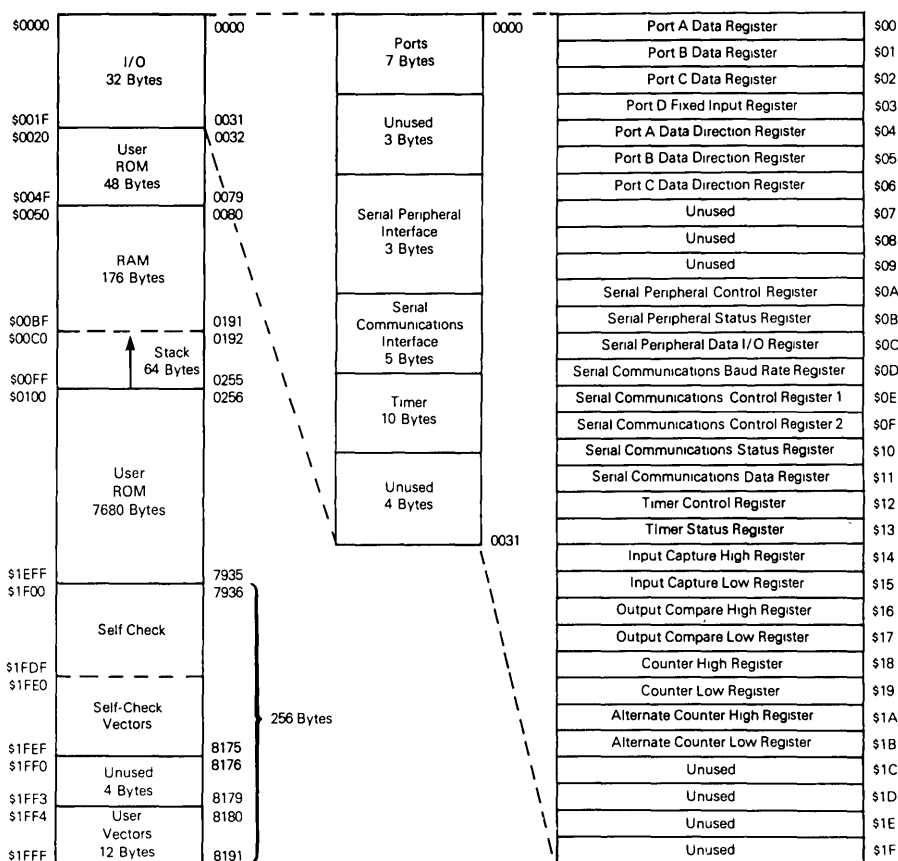 $0000
I/O
32 Bytes
0000
$001F
0031
$0020
0032
User
ROM
48 Bytes
$004F
0079
$0050
0080
RAM
176 Bytes
$00BF
0191
$00C0
0192
Stack
64 Bytes
$00FF
0255
$0100
0256
User
ROM
7680 Bytes
$1EFF
7935
$1F00
7936
Self Check
$1FDF
$1FE0
Self-Check
Vectors
256 Bytes
$1FEF
8175
$1FF0
8176
Unused
4 Bytes
$1FF3
8179
$1FF4
8180
User
Vectors
12 Bytes
$1FFF
8191
0000
Ports
7 Bytes
Unused
3 Bytes
Serial Peripheral
Interface
3 Bytes
Serial
Communications
Interface
5 Bytes
Timer
10 Bytes
Unused
4 Bytes
0031
Port A Data Register $00
Port B Data Register $01
Port C Data Register $02
Port D Fixed Input Register $03
Port A Data Direction Register $04
Port B Data Direction Register $05
Port C Data Direction Register $06
Unused $07
Unused $08
Unused $09
Serial Peripheral Control Register $0A
Serial Peripheral Status Register $0B
Serial Peripheral Data I/O Register $0C
Serial Communications Baud Rate Register $0D
Serial Communications Control Register 1 $0E
Serial Communications Control Register 2 $0F
Serial Communications Status Register $10
Serial Communications Data Register $11
Timer Control Register $12
Timer Status Register $13
Input Capture High Register $14
Input Capture Low Register $15
Output Compare High Register $16
Output Compare Low Register $17
Counter High Register $18
Counter Low Register $19
Alternate Counter High Register $1A
Alternate Counter Low Register $1B
Unused $1C
Unused $1D
Unused $1E
Unused $1F